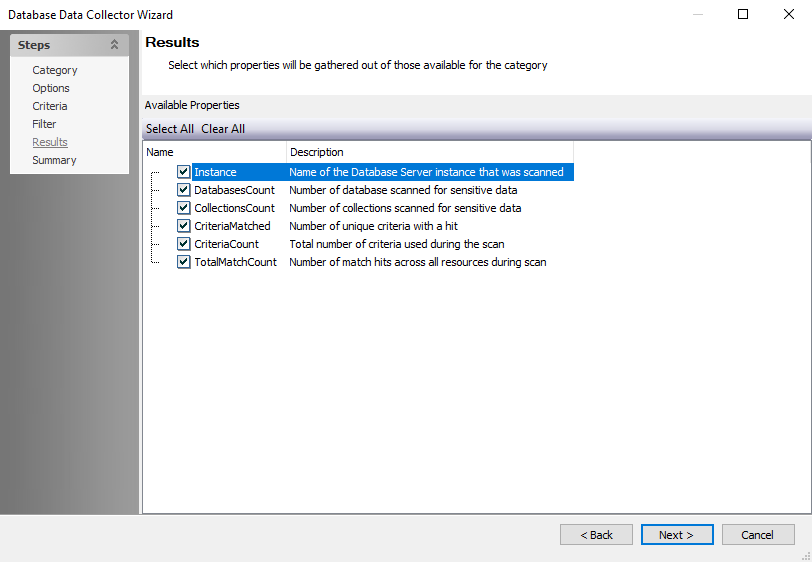 Database Data Collector Wizard
Steps
Category
Options
Criteria
Filter
Results
Summary
Results
Select which properties will be gathered out of those available for the category
Available Properties
Select All Clear All
Name Description
Instance Name of the Database Server instance that was scanned
DatabasesCount Number of database scanned for sensitive data
CollectionsCount Number of collections scanned for sensitive data
CriteriaMatched Number of unique criteria with a hit
CriteriaCount Total number of criteria used during the scan
TotalMatchCount Number of match hits across all resources during scan
< Back Next > Cancel